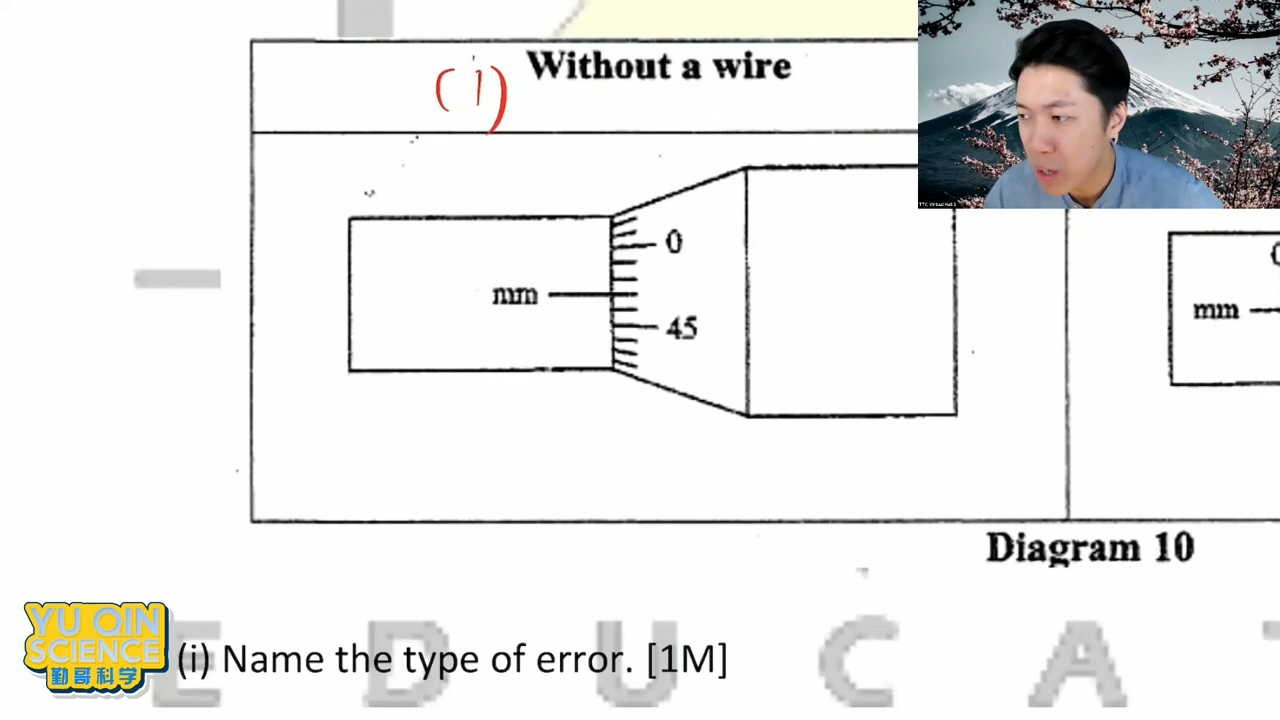 (i) Without a wire
0
mm
45
mm
Diagram 10
YU QIN
SCIENCE
勤哥科学
(i) Name the type of error. [1M]
E D U C A